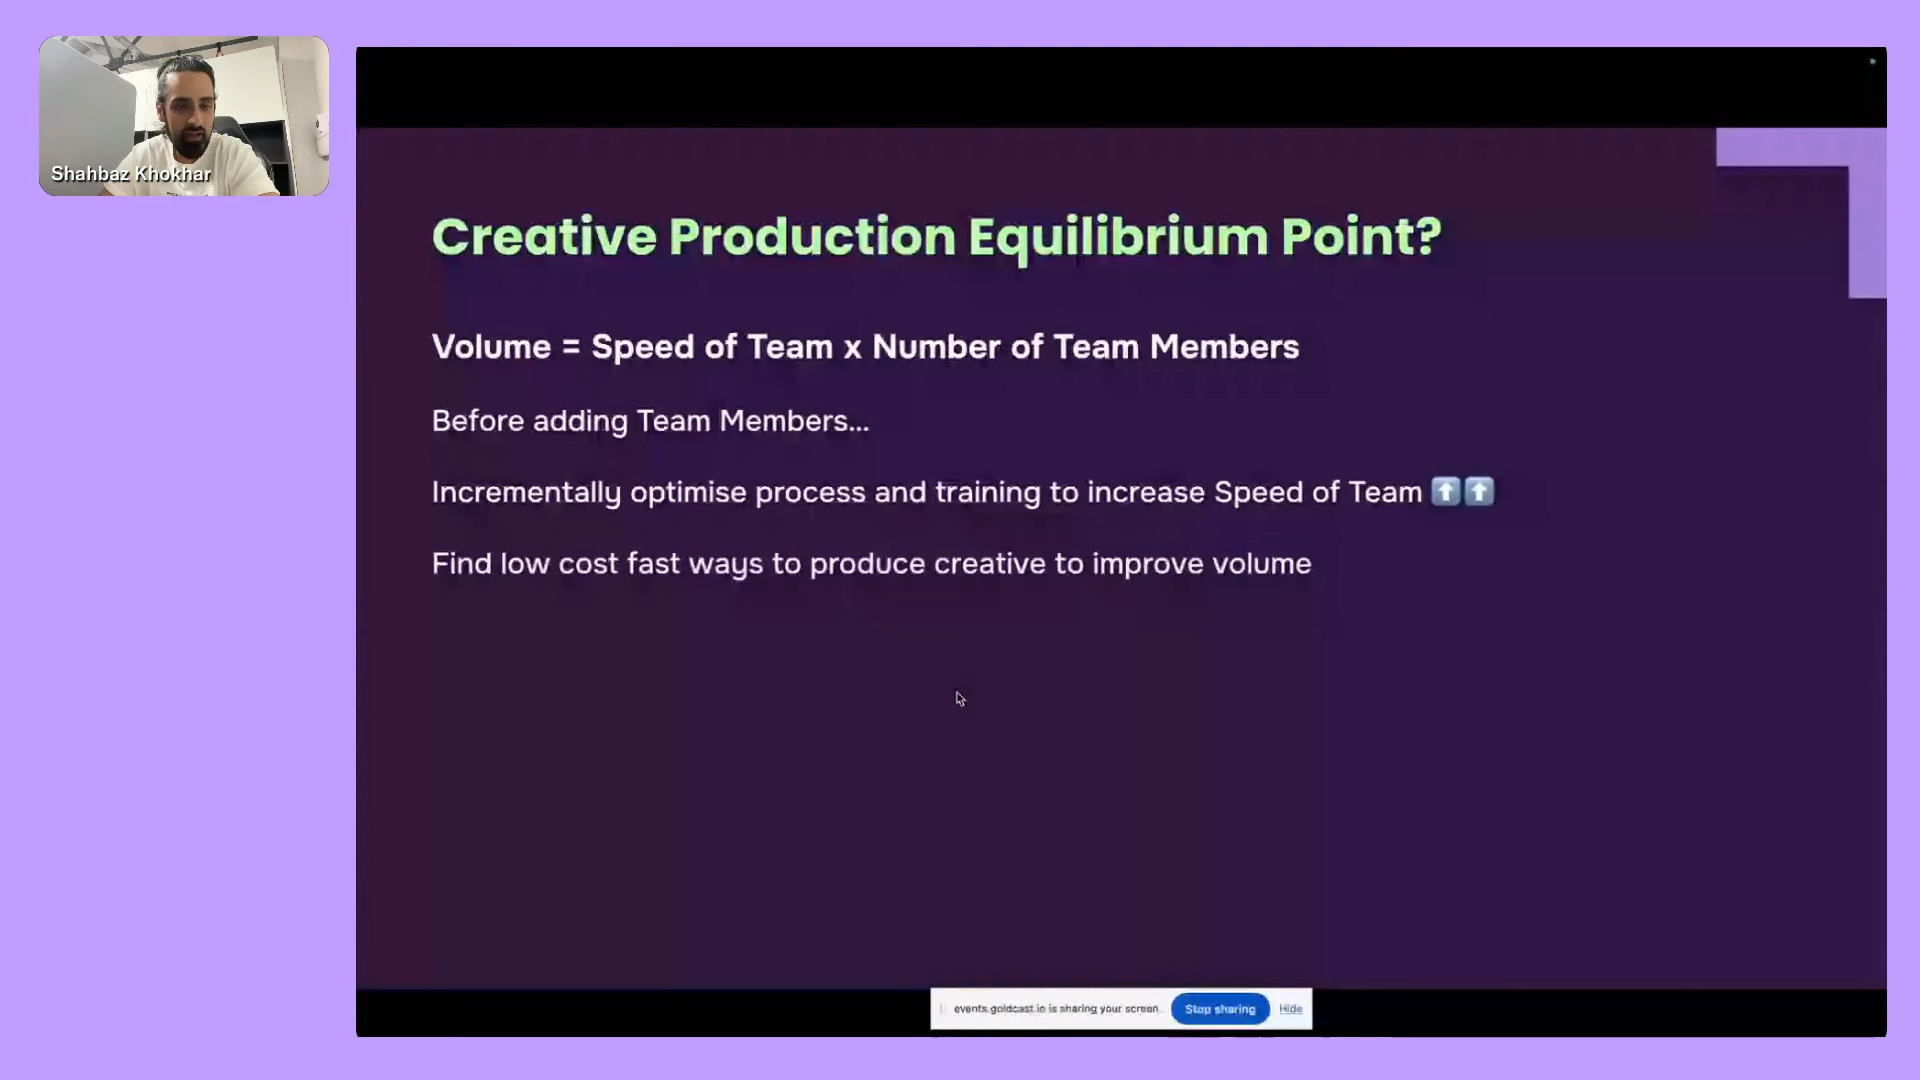 Shahbaz Khokhar
Creative Production Equilibrium Point?
Volume = Speed of Team x Number of Team Members
Before adding Team Members...
Incrementally optimise process and training to increase Speed of Team ⬆️⬆️
Find low cost fast ways to produce creative to improve volume
events.goldcast.io is sharing your screen. Stop sharing Hide